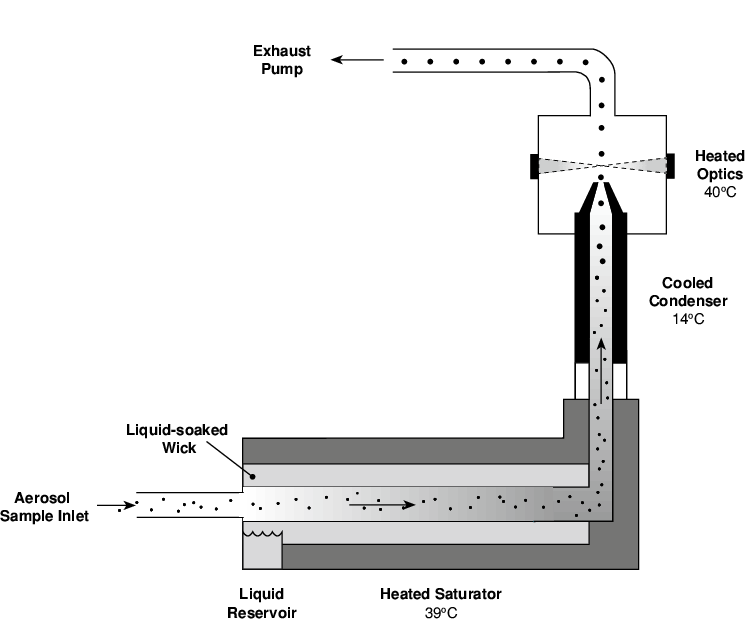 Exhaust
Pump
Heated
Optics
40°C
Cooled
Condenser
14°C
Liquid-soaked
Wick
Aerosol
Sample Inlet
Liquid
Reservoir
Heated Saturator
39°C